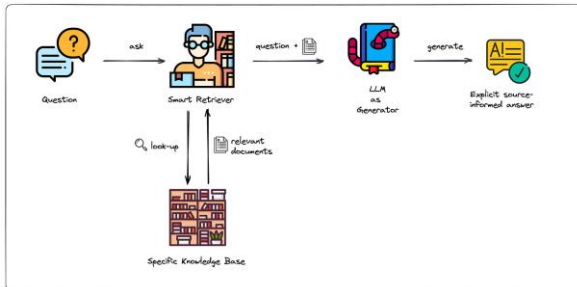 ask
question +
generate
AI!
Question
Smart Retriever
LLM
as
Generator
Explicit source-
informed answer
look-up
relevant
documents
Specific Knowledge Base